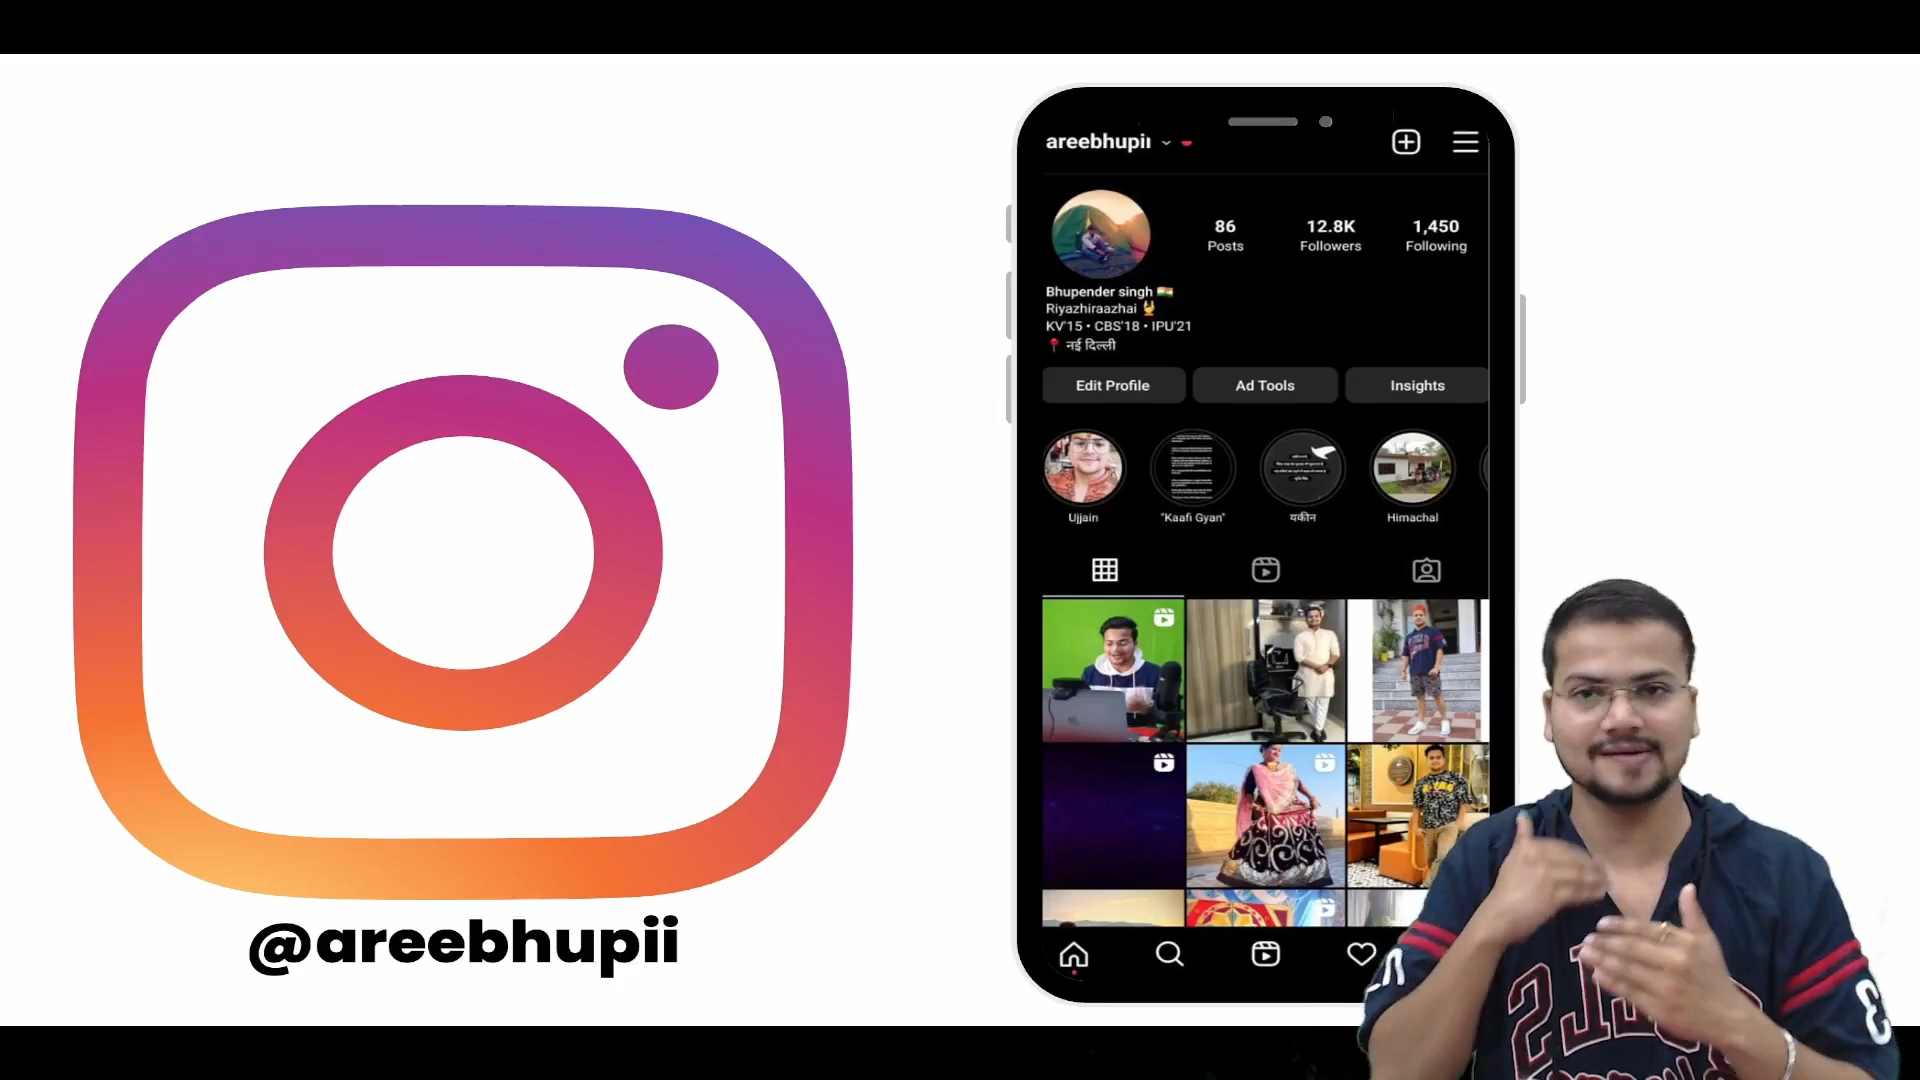 areebhupii
86
Posts
12.8K
Followers
1,450
Following
Bhupender singh 🇮🇳
Riyazhiraazhai
KV'15 • CBS'18 • IPU'21
📍 नई दिल्ली
Edit Profile
Ad Tools
Insights
Ujjain
"Kaafi Gyan"
यकीन
Himachal
@areebhupii